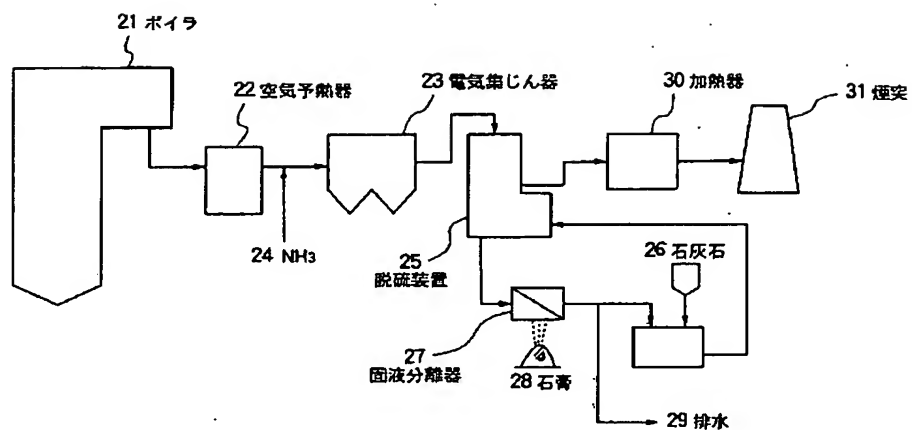 21 ボイラ
22 空気予熱器
23 電気集じん器
30 加熱器
31 煙突
24 NH₃
25
脱硫装置
26 石灰石
27
固液分離器
28 石膏
29 排水